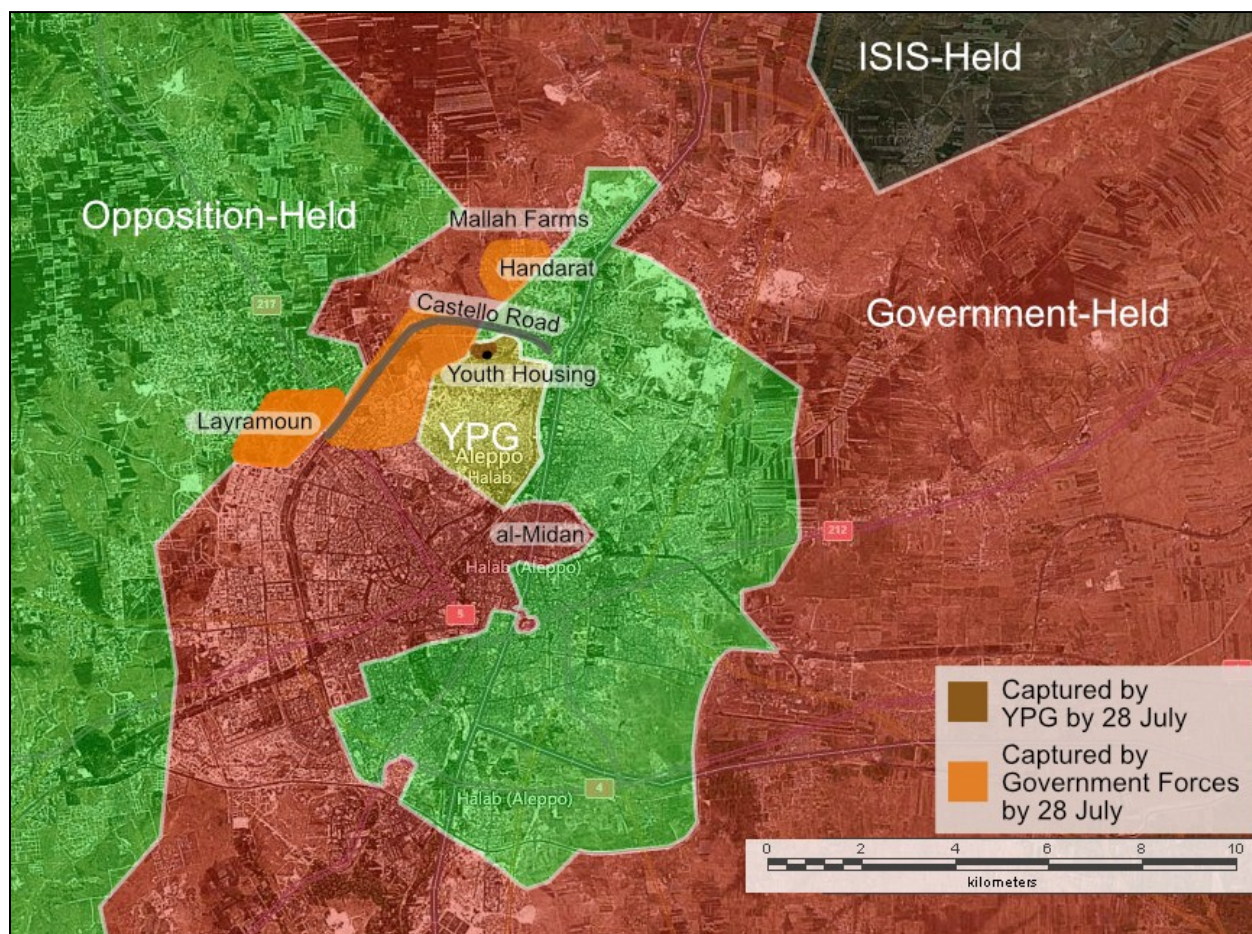 ISIS-Held
Opposition-Held
Mallah Farms
Handarat
217
Castello Road
Government-Held
Youth Housing
Layramoun
YPG
Aleppo
Halab
al-Midan
212
Halab (Aleppo)
5
Captured by
YPG by 28 July
Captured by
Government Forces
by 28 July
4
Halab (Aleppo)
0 2 4 6 8 10
kilometers